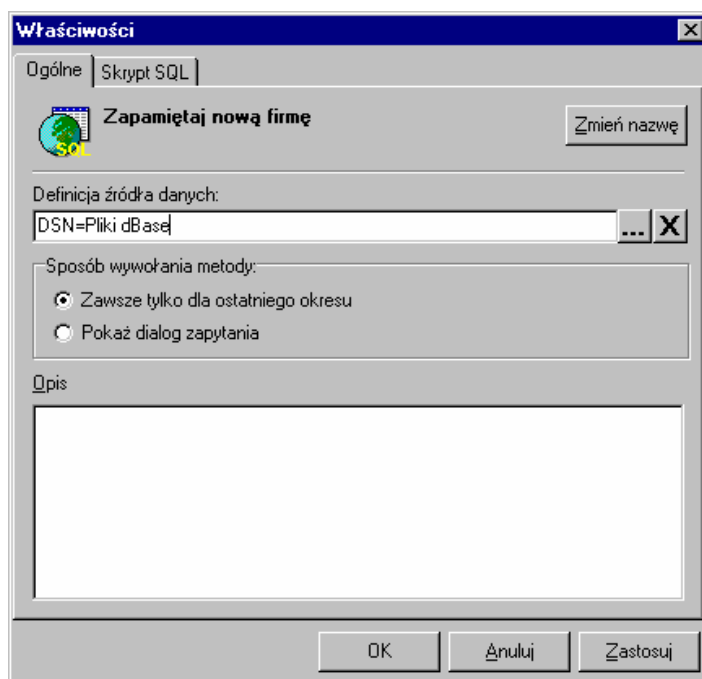 Właściwości
Ogólne
Skrypt SQL
SQL
Zapamiętaj nową firmę
Zmień nazwę
Definicja źródła danych:
DSN=Pliki dBase
...
X
Sposób wywołania metody:
Zawsze tylko dla ostatniego okresu
Pokaż dialog zapytania
Opis
OK
Anuluj
Zastosuj